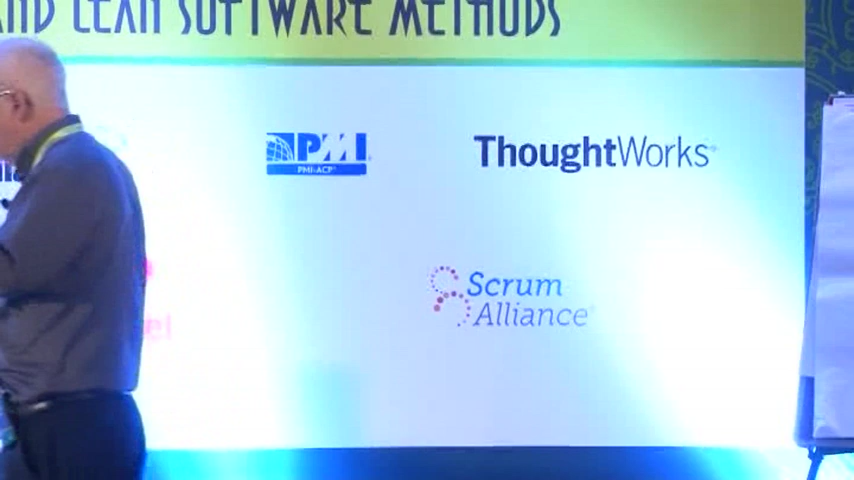 AND LEAN SOFTWARE METHODS
PMI
PMI-ACP
ThoughtWorks
Scrum
Alliance